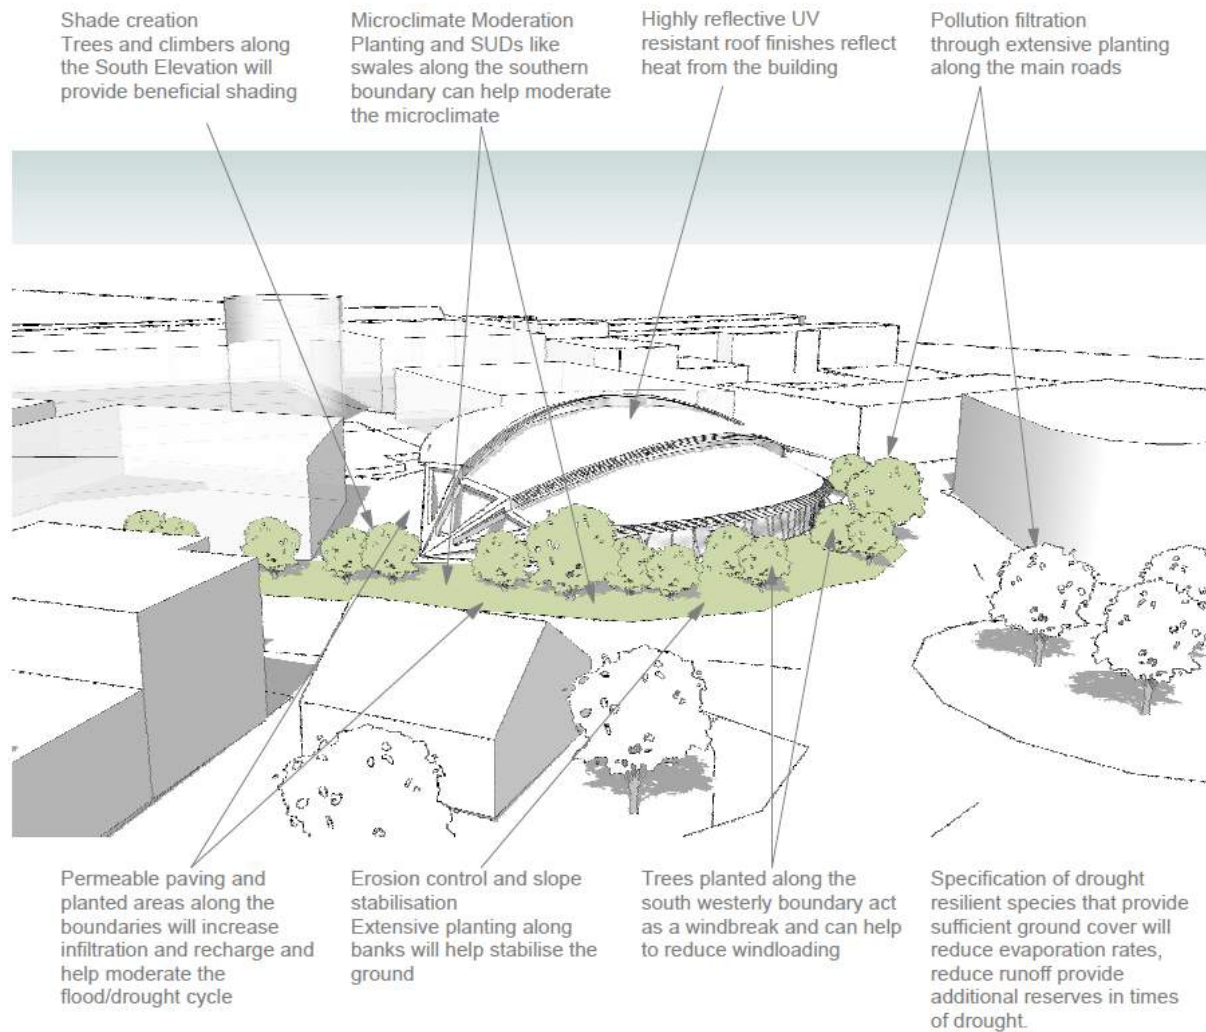 Shade creation
Trees and climbers along
the South Elevation will
provide beneficial shading
Microclimate Moderation
Planting and SUDs like
swales along the southern
boundary can help moderate
the microclimate
Highly reflective UV
resistant roof finishes reflect
heat from the building
Pollution filtration
through extensive planting
along the main roads
Permeable paving and
planted areas along the
boundaries will increase
infiltration and recharge and
help moderate the
flood/drought cycle
Erosion control and slope
stabilisation
Extensive planting along
banks will help stabilise the
ground
Trees planted along the
south westerly boundary act
as a windbreak and can help
to reduce windloading
Specification of drought
resilient species that provide
sufficient ground cover will
reduce evaporation rates,
reduce runoff provide
additional reserves in times
of drought.